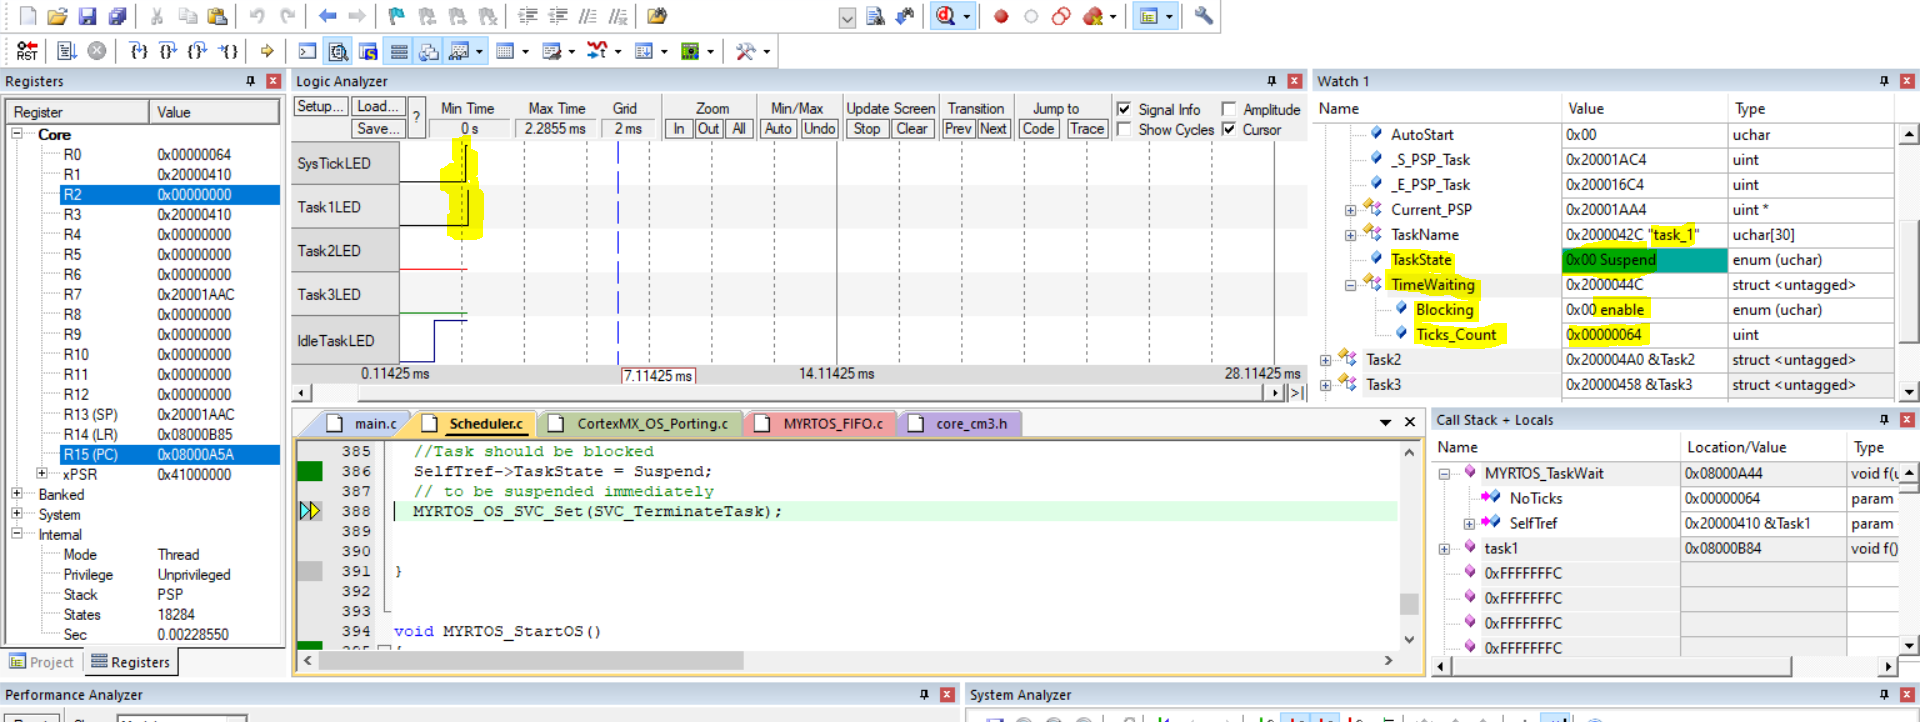 RST
Registers
Register Value
Core
R0 0x00000064
R1 0x20000410
R2 0x00000000
R3 0x20000410
R4 0x00000000
R5 0x00000000
R6 0x00000000
R7 0x20001AAC
R8 0x00000000
R9 0x00000000
R10 0x00000000
R11 0x00000000
R12 0x00000000
R13 (SP) 0x20001AAC
R14 (LR) 0x08000B85
R15 (PC) 0x08000A5A
xPSR 0x41000000
Banked
System
Internal
Mode Thread
Privilege Unprivileged
Stack PSP
States 18284
Sec 0.00228550
Project Registers
Logic Analyzer
Setup... Load... ? Min Time Max Time Grid Zoom Min/Max Update Screen Transition Jump to Signal Info Amplitude
Save... 0 s 2.2855 ms 2 ms In Out All Auto Undo Stop Clear Prev Next Code Trace Show Cycles Cursor
SysTickLED
Task1LED
Task2LED
Task3LED
IdleTaskLED
0.11425 ms 7.11425 ms 14.11425 ms 28.11425 ms
main.c Scheduler.c CortexMX_OS_Porting.c MYRTOS_FIFO.c core_cm3.h
385 //Task should be blocked
386 SelfTref->TaskState = Suspend;
387 // to be suspended immediately
388 MYRTOS_OS_SVC_Set(SVC_TerminateTask);
389
390
391 }
392
393
394 void MYRTOS_StartOS()
Watch 1
Name Value Type
AutoStart 0x00 uchar
_S_PSP_Task 0x20001AC4 uint
_E_PSP_Task 0x200016C4 uint
Current_PSP 0x20001AA4 uint *
TaskName 0x2000042C "task_1" uchar[30]
TaskState 0x00 Suspend enum (uchar)
TimeWaiting 0x2000044C struct <untagged>
Blocking 0x00 enable enum (uchar)
Ticks_Count 0x00000064 uint
Task2 0x200004A0 &Task2 struct <untagged>
Task3 0x20000458 &Task3 struct <untagged>
Call Stack + Locals
Name Location/Value Type
MYRTOS_TaskWait 0x08000A44 void f(u
NoTicks 0x00000064 param
SelfTref 0x20000410 &Task1 param
task1 0x08000B84 void f()
0xFFFFFFFC
0xFFFFFFFC
0xFFFFFFFC
0xFFFFFFFC
Performance Analyzer
System Analyzer